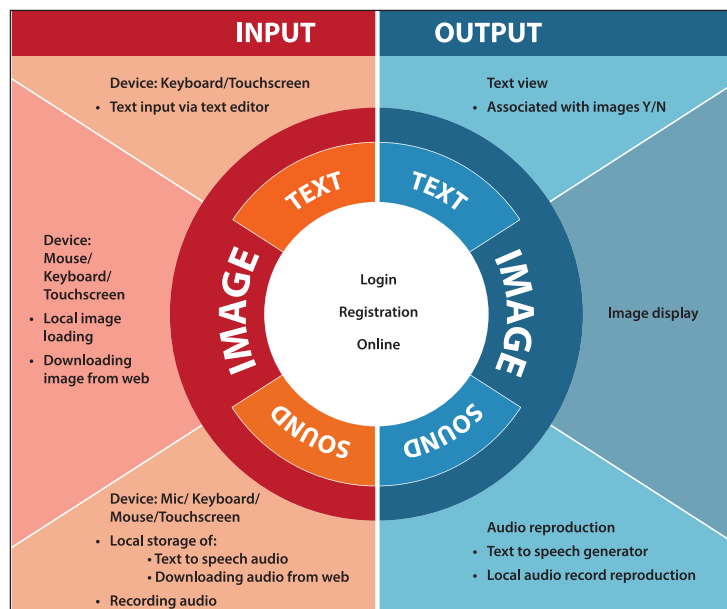 INPUT
OUTPUT
Device: Keyboard/Touchscreen
• Text input via text editor
Text view
• Associated with images Y/N
TEXT
TEXT
Device:
Mouse/
Keyboard/
Touchscreen
• Local image
loading
• Downloading
image from web
IMAGE
Login
Registration
Online
IMAGE
Image display
SOUND
SOUND
Device: Mic/ Keyboard/
Mouse/Touchscreen
• Local storage of:
• Text to speech audio
• Downloading audio from web
• Recording audio
Audio reproduction
• Text to speech generator
• Local audio record reproduction